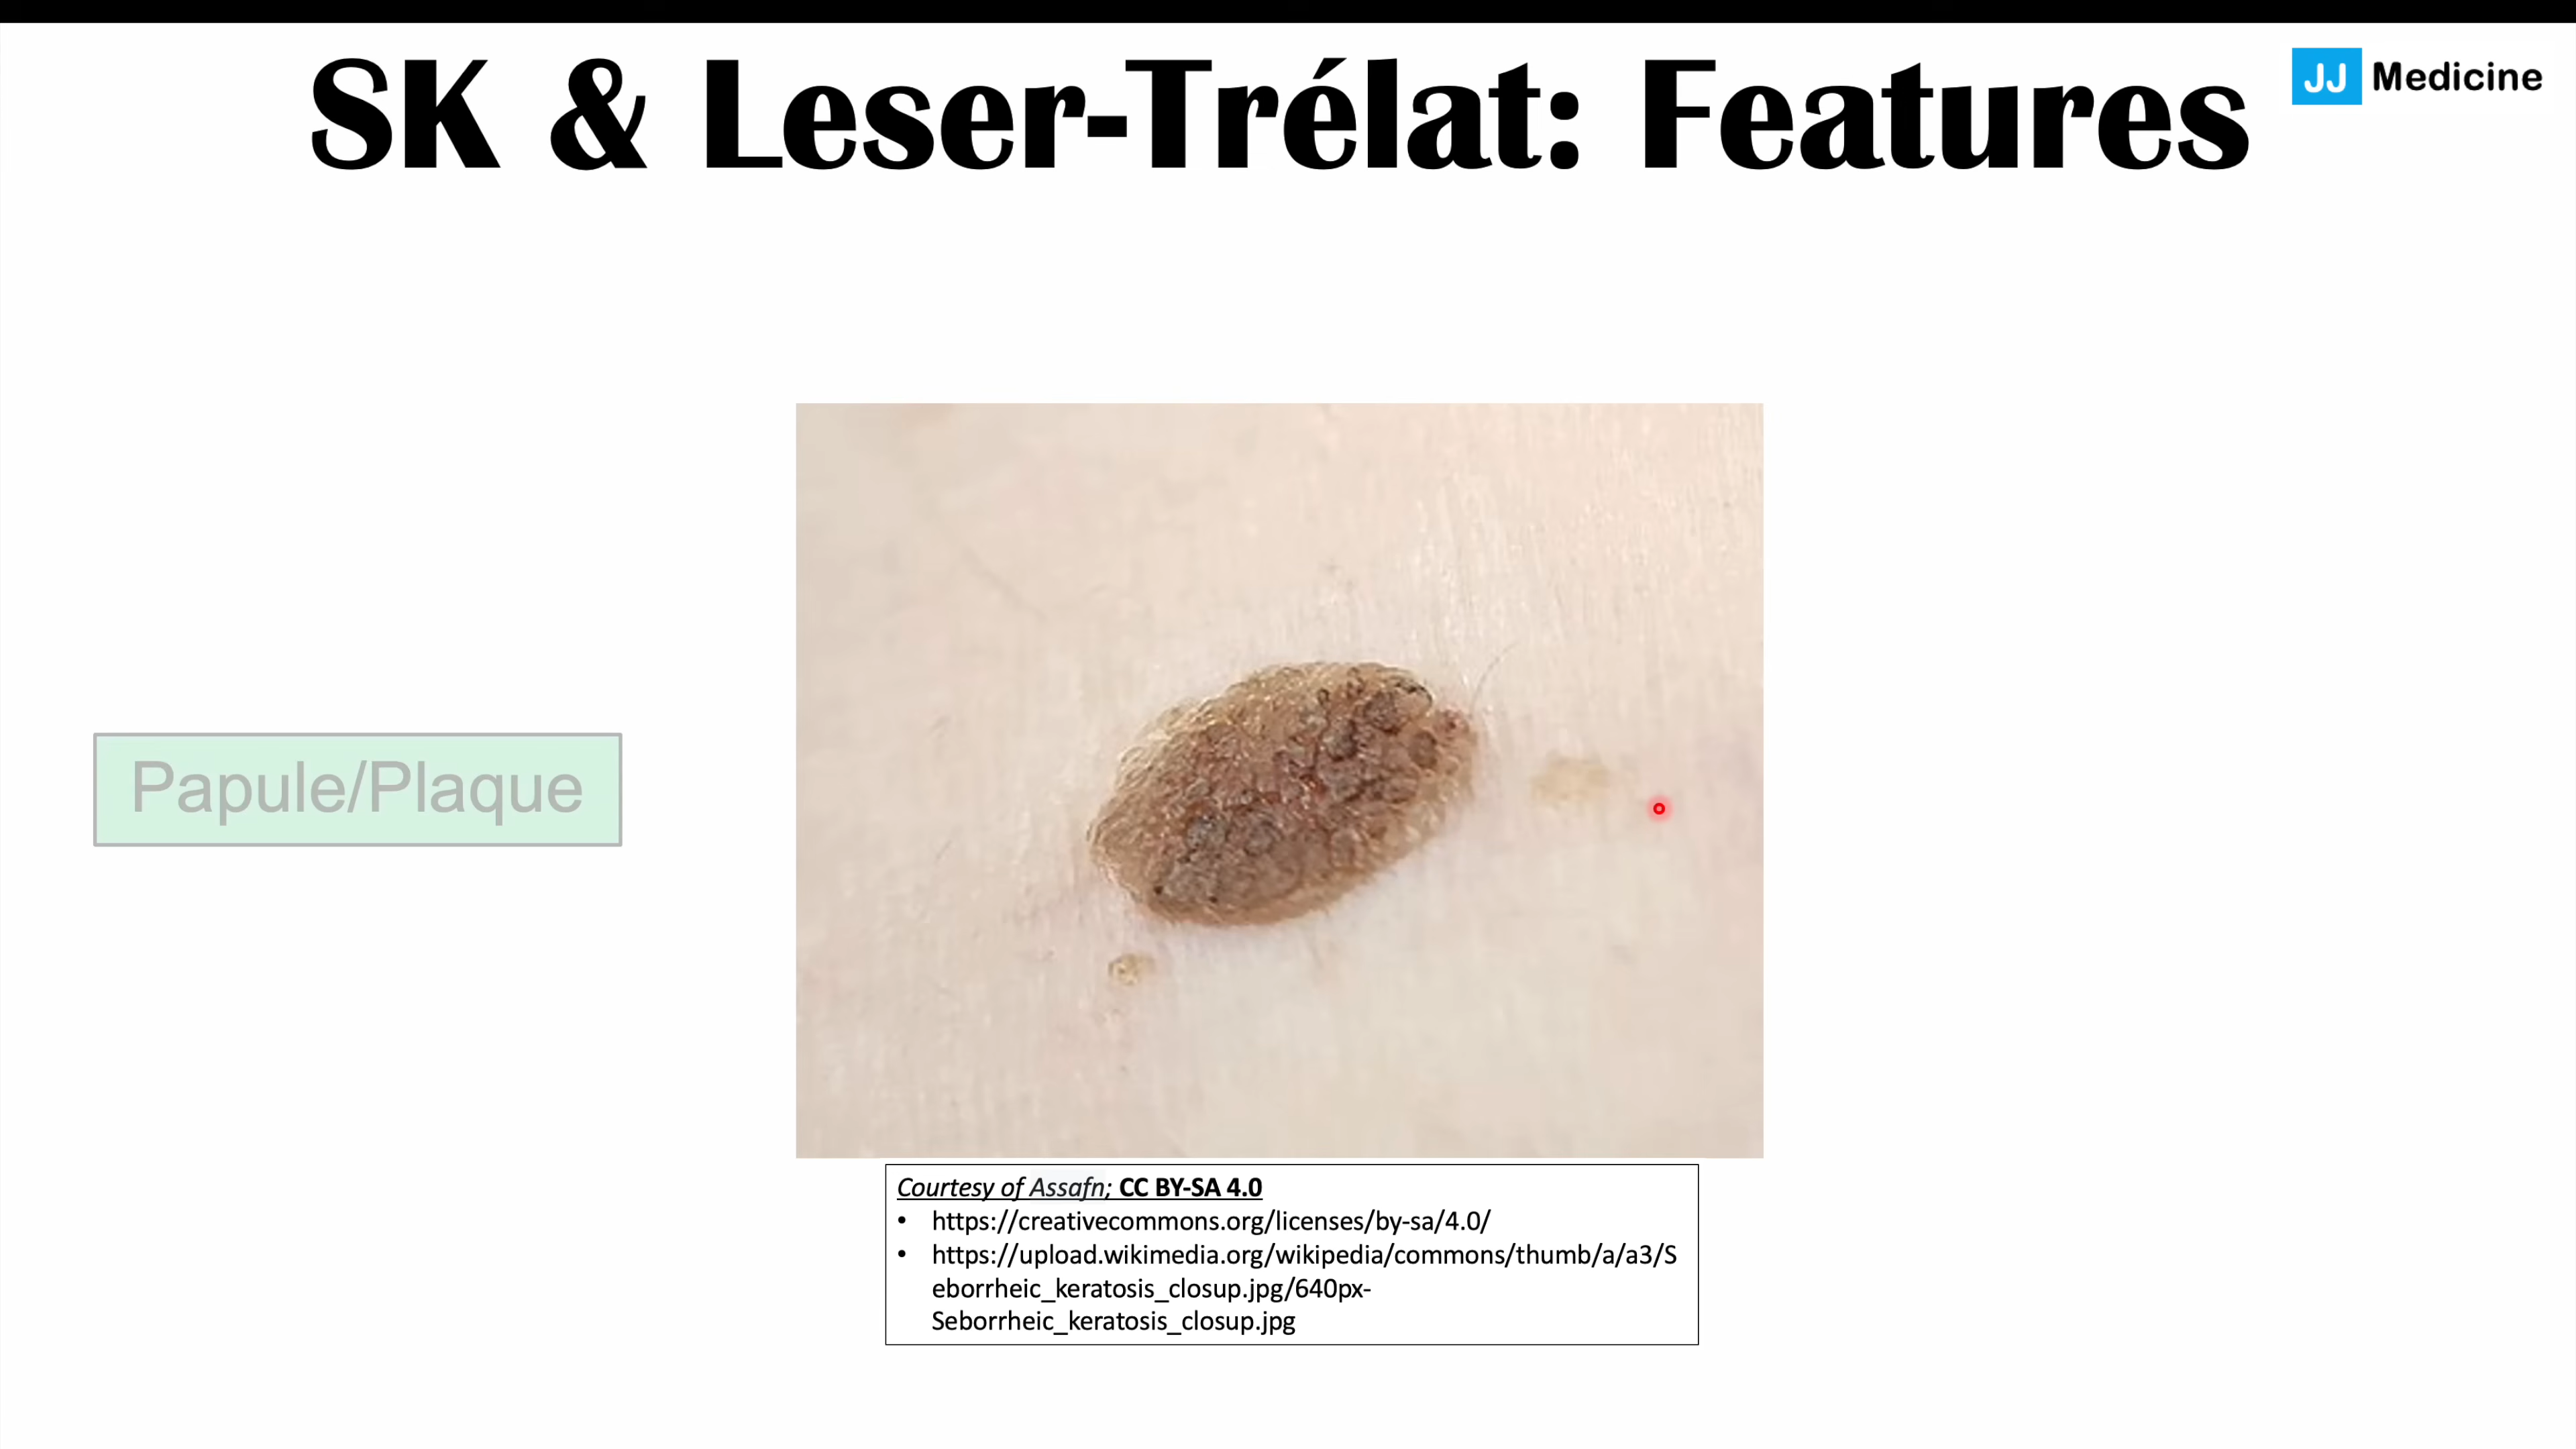 SK & Leser-Trélat: Features
JJ Medicine
Papule/Plaque
Courtesy of Assafn; CC BY-SA 4.0
• https://creativecommons.org/licenses/by-sa/4.0/
• https://upload.wikimedia.org/wikipedia/commons/thumb/a/a3/S
eborrheic_keratosis_closup.jpg/640px-
Seborrheic_keratosis_closup.jpg